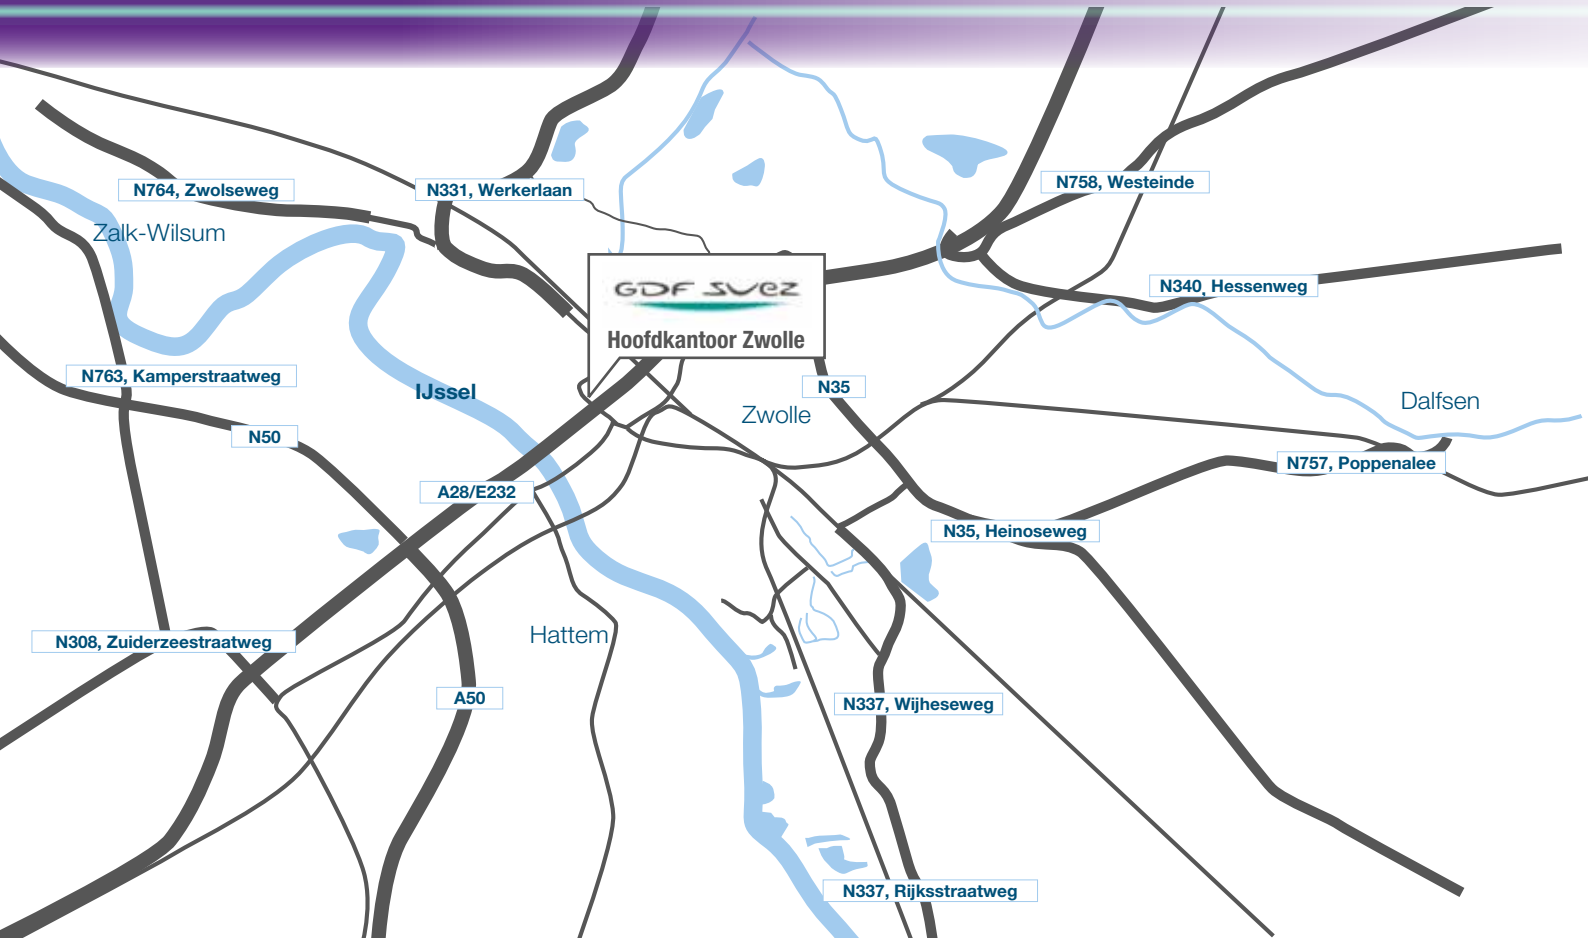 N758, Westeinde
N764, Zwolseweg
N331, Werkerlaan
Zalk-Wilsum
GDF SUEZ
N340, Hessenweg
Hoofdkantoor Zwolle
N763, Kamperstraatweg
IJssel
N35
Dalfsen
Zwolle
N50
N757, Poppenalee
A28/E232
N35, Heinoseweg
Hattem
N308, Zuiderzeestraatweg
A50
N337, Wijheseweg
N337, Rijksstraatweg